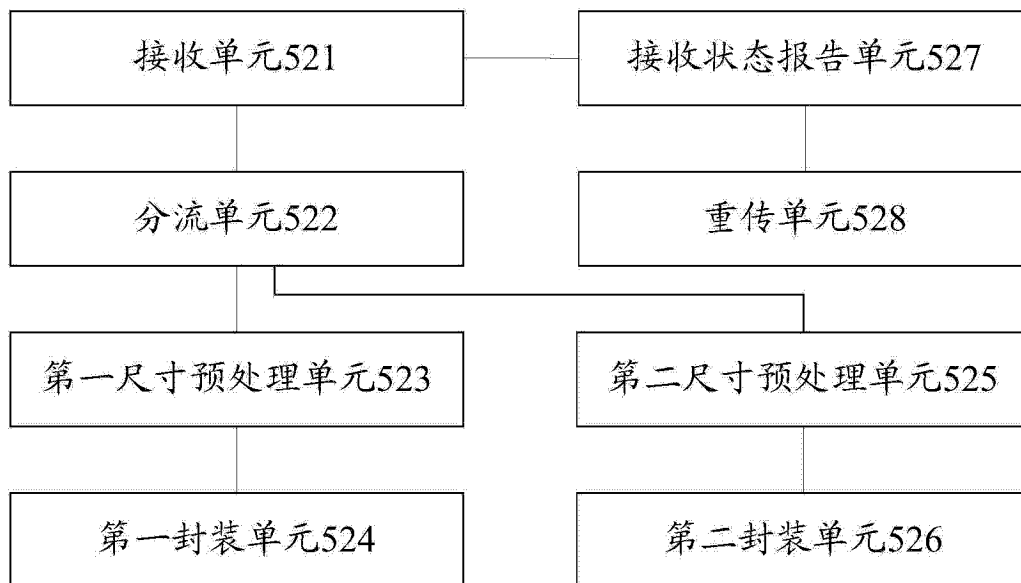 接收单元521
接收状态报告单元527
分流单元522
重传单元528
第一尺寸预处理单元523
第二尺寸预处理单元525
第一封装单元524
第二封装单元526